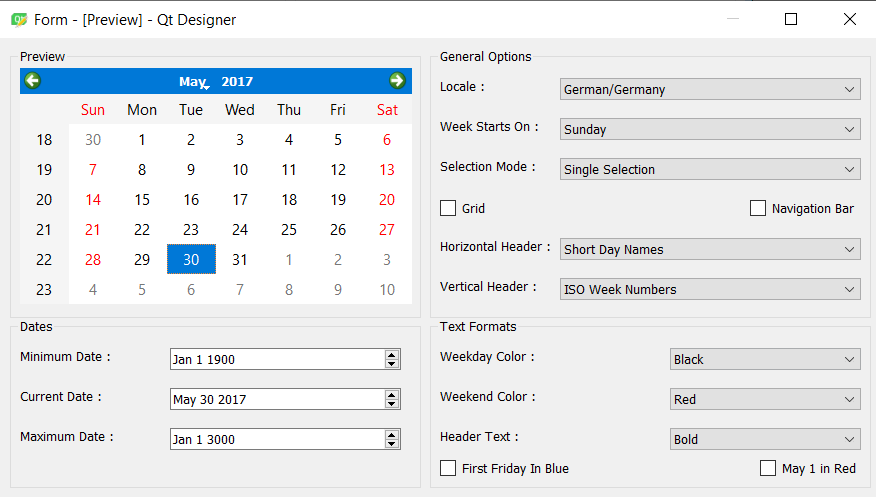 Form - [Preview] - Qt Designer
Preview
May 2017
Sun Mon Tue Wed Thu Fri Sat
18 30 1 2 3 4 5 6
19 7 8 9 10 11 12 13
20 14 15 16 17 18 19 20
21 21 22 23 24 25 26 27
22 28 29 30 31 1 2 3
23 4 5 6 7 8 9 10
General Options
Locale : German/Germany
Week Starts On : Sunday
Selection Mode : Single Selection
Grid Navigation Bar
Horizontal Header : Short Day Names
Vertical Header : ISO Week Numbers
Dates
Minimum Date : Jan 1 1900
Current Date : May 30 2017
Maximum Date : Jan 1 3000
Text Formats
Weekday Color : Black
Weekend Color : Red
Header Text : Bold
First Friday In Blue May 1 in Red